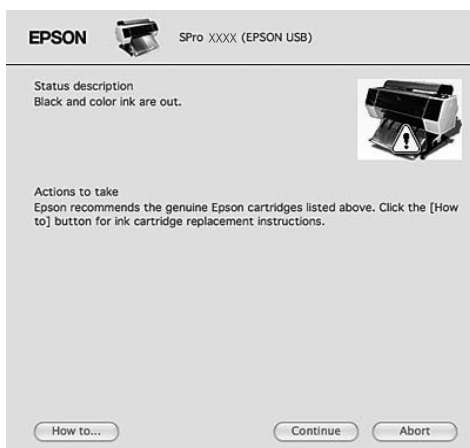 EPSON SPro XXXX (EPSON USB)
Status description
Black and color ink are out.
Actions to take
Epson recommends the genuine Epson cartridges listed above. Click the [How
to] button for ink cartridge replacement instructions.
How to... Continue Abort